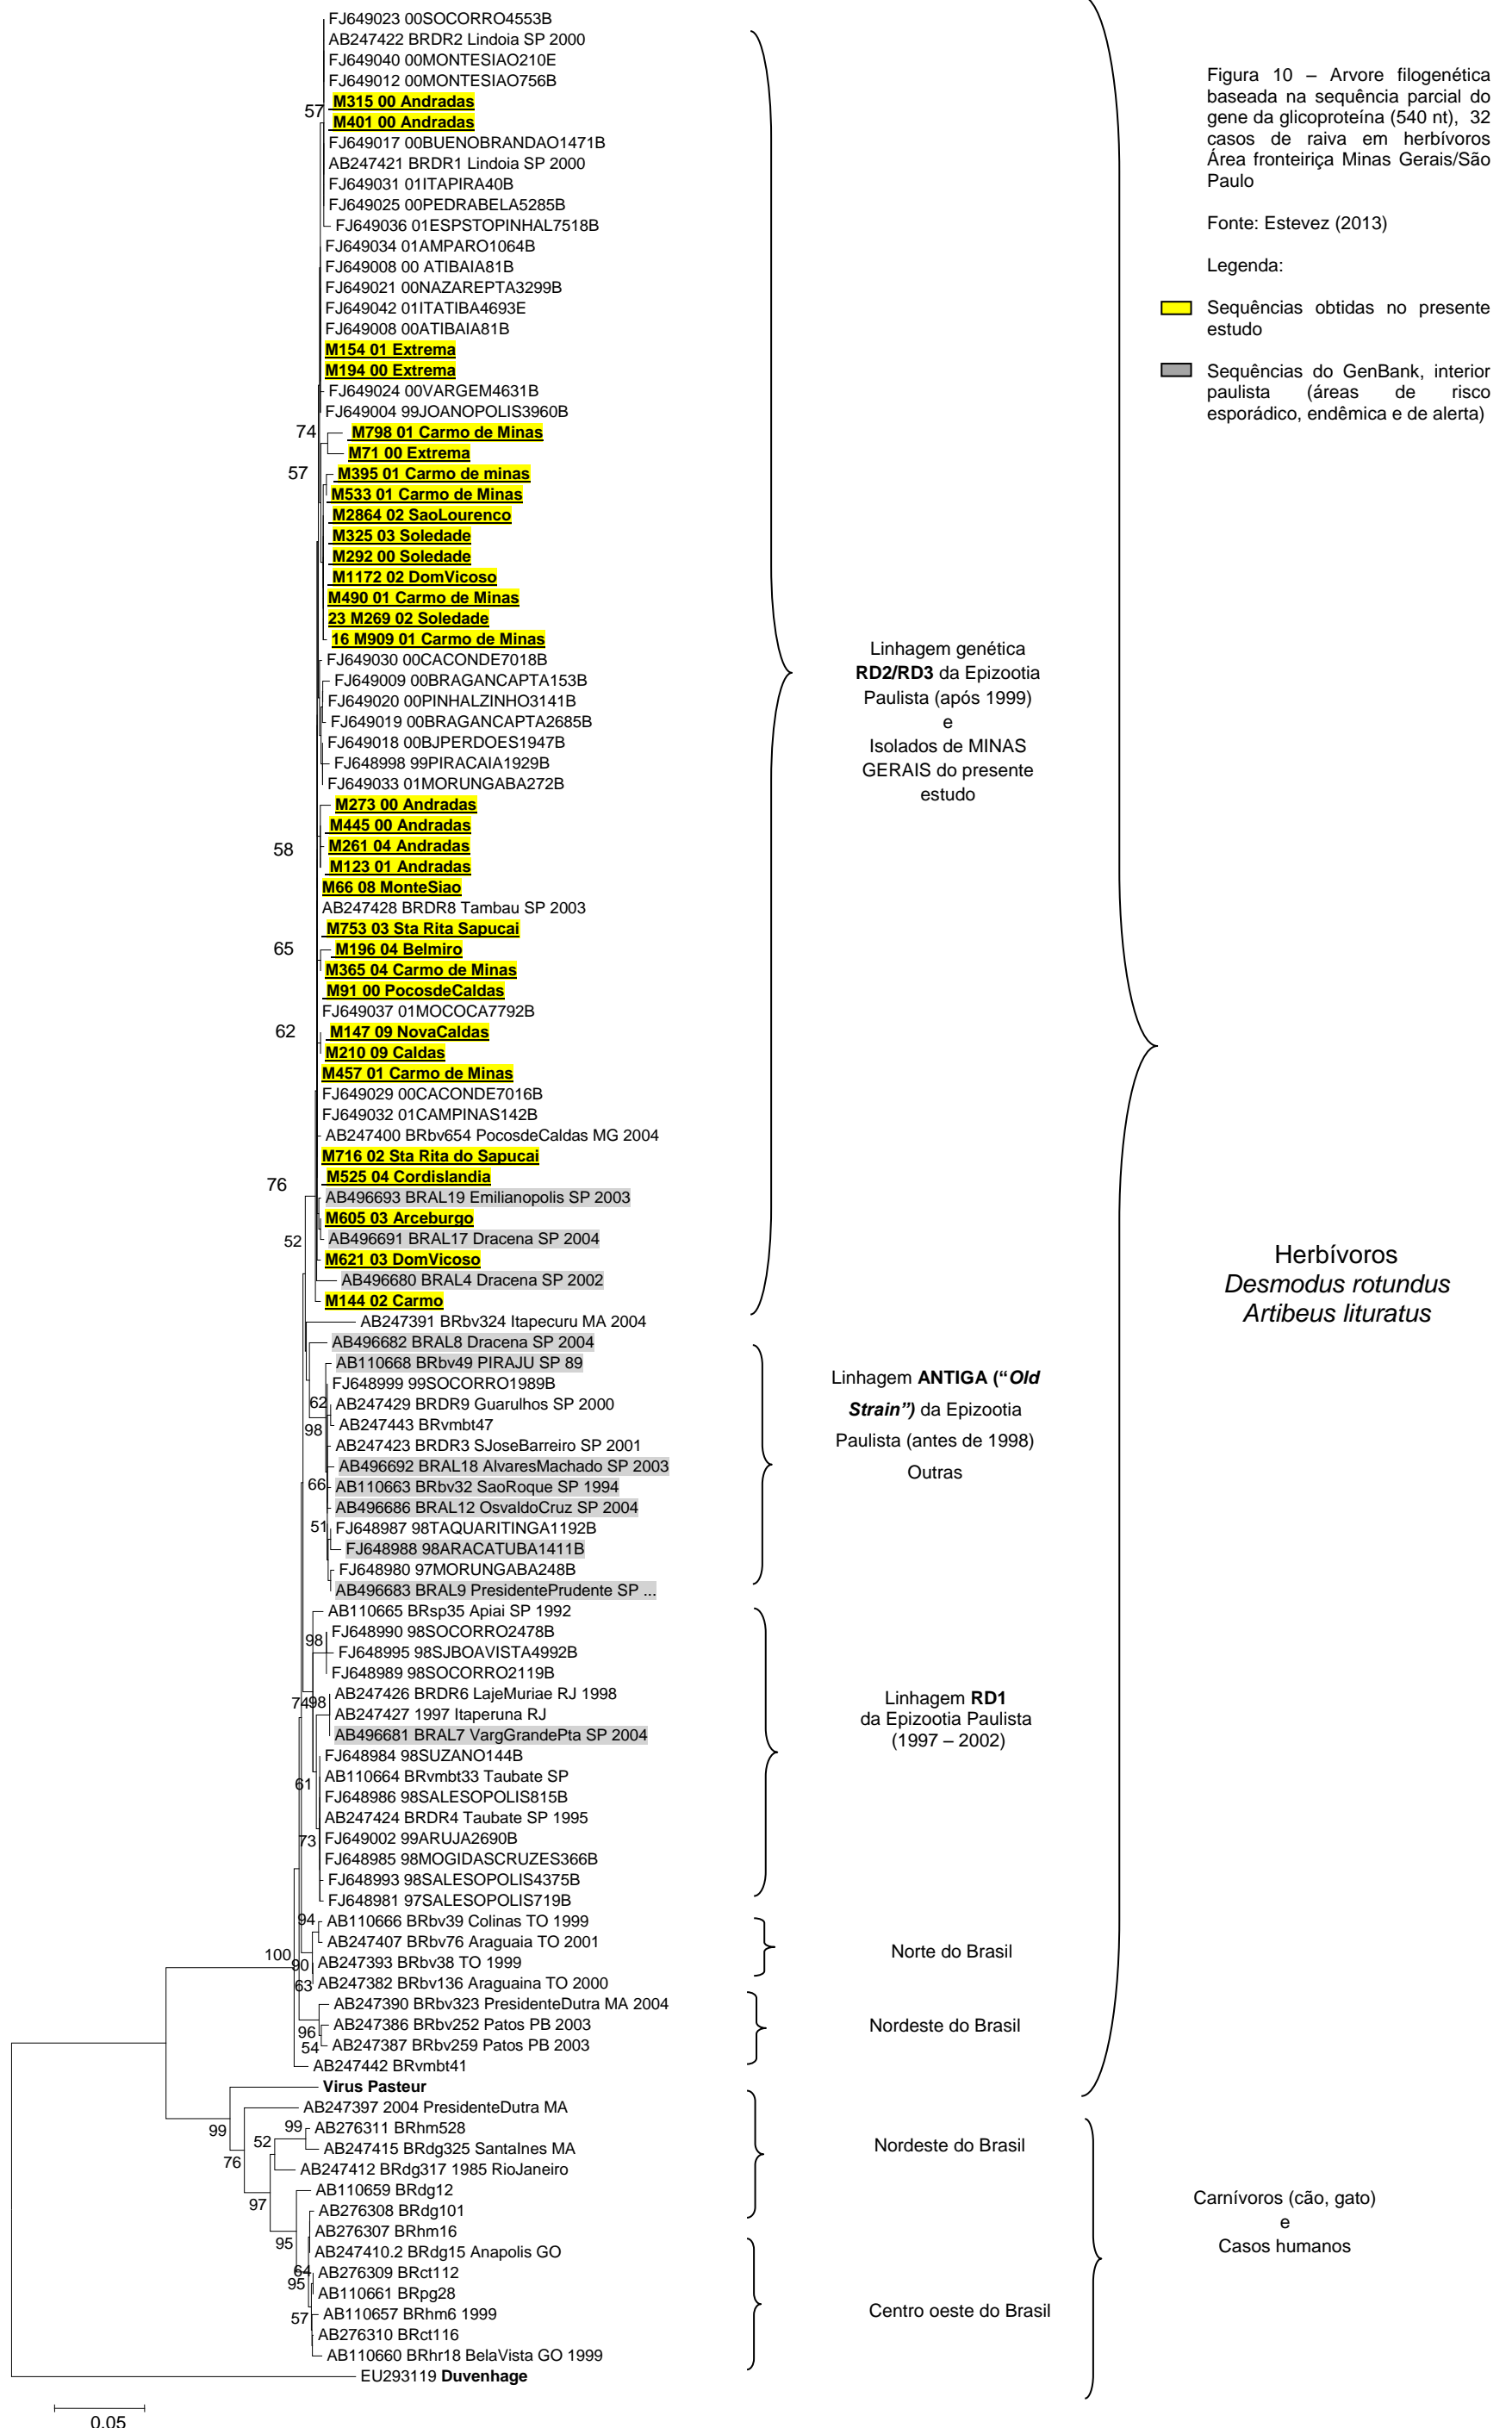 FJ649023 00SOCORRO4553B
AB247422 BRDR2 Lindoia SP 2000
FJ649040 00MONTESIAO210E
FJ649012 00MONTESIAO756B
M315 00 Andradas
57
M401 00 Andradas
FJ649017 00BUENOBRANDAO1471B
AB247421 BRDR1 Lindoia SP 2000
FJ649031 01ITAPIRA40B
FJ649025 00PEDRABELA5285B
FJ649036 01ESPSTOPINHAL7518B
FJ649034 01AMPARO1064B
FJ649008 00 ATIBAIA81B
FJ649021 00NAZAREPTA3299B
FJ649042 01ITATIBA4693E
FJ649008 00ATIBAIA81B
M154 01 Extrema
M194 00 Extrema
FJ649024 00VARGEM4631B
FJ649004 99JOANOPOLIS3960B
74
M798 01 Carmo de Minas
M71 00 Extrema
57
M395 01 Carmo de minas
M533 01 Carmo de Minas
M2864 02 SaoLourenco
M325 03 Soledade
M292 00 Soledade
M1172 02 DomVicoso
M490 01 Carmo de Minas
23 M269 02 Soledade
16 M909 01 Carmo de Minas
FJ649030 00CACONDE7018B
FJ649009 00BRAGANCAPTA153B
FJ649020 00PINHALZINHO3141B
FJ649019 00BRAGANCAPTA2685B
FJ649018 00BJPERDOES1947B
FJ648998 99PIRACAIA1929B
FJ649033 01MORUNGABA272B
M273 00 Andradas
M445 00 Andradas
58
M261 04 Andradas
M123 01 Andradas
M66 08 MonteSiao
AB247428 BRDR8 Tambau SP 2003
M753 03 Sta Rita Sapucai
65
M196 04 Belmiro
M365 04 Carmo de Minas
M91 00 PocosdeCaldas
FJ649037 01MOCOCA7792B
62
M147 09 NovaCaldas
M210 09 Caldas
M457 01 Carmo de Minas
FJ649029 00CACONDE7016B
FJ649032 01CAMPINAS142B
AB247400 BRbv654 PocosdeCaldas MG 2004
M716 02 Sta Rita do Sapucai
76
M525 04 Cordislandia
AB496693 BRAL19 Emilianopolis SP 2003
M605 03 Arceburgo
52
AB496691 BRAL17 Dracena SP 2004
M621 03 DomVicoso
AB496680 BRAL4 Dracena SP 2002
M144 02 Carmo
AB247391 BRbv324 Itapecuru MA 2004
AB496682 BRAL8 Dracena SP 2004
AB110668 BRbv49 PIRAJU SP 89
FJ648999 99SOCORRO1989B
62
AB247429 BRDR9 Guarulhos SP 2000
98
AB247443 BRvmbt47
AB247423 BRDR3 SJoseBarreiro SP 2001
AB496692 BRAL18 AlvaresMachado SP 2003
66
AB110663 BRbv32 SaoRoque SP 1994
AB496686 BRAL12 OsvaldoCruz SP 2004
51
FJ648987 98TAQUARITINGA1192B
FJ648988 98ARACATUBA1411B
FJ648980 97MORUNGABA248B
AB496683 BRAL9 PresidentePrudente SP ...
AB110665 BRsp35 Apiai SP 1992
FJ648990 98SOCORRO2478B
98
FJ648995 98SJBOAVISTA4992B
FJ648989 98SOCORRO2119B
AB247426 BRDR6 LajeMuriae RJ 1998
74
98
AB247427 1997 Itaperuna RJ
AB496681 BRAL7 VargGrandePta SP 2004
FJ648984 98SUZANO144B
AB110664 BRvmbt33 Taubate SP
61
FJ648986 98SALESOPOLIS815B
AB247424 BRDR4 Taubate SP 1995
73
FJ649002 99ARUJA2690B
FJ648985 98MOGIDASCRUZES366B
FJ648993 98SALESOPOLIS4375B
FJ648981 97SALESOPOLIS719B
94
AB110666 BRbv39 Colinas TO 1999
AB247407 BRbv76 Araguaia TO 2001
100
90
AB247393 BRbv38 TO 1999
63
AB247382 BRbv136 Araguaina TO 2000
AB247390 BRbv323 PresidenteDutra MA 2004
96
AB247386 BRbv252 Patos PB 2003
54
AB247387 BRbv259 Patos PB 2003
AB247442 BRvmbt41
Virus Pasteur
AB247397 2004 PresidenteDutra MA
99
99
AB276311 BRhm528
52
AB247415 BRdg325 SantaInes MA
76
AB247412 BRdg317 1985 RioJaneiro
AB110659 BRdg12
97
AB276308 BRdg101
AB276307 BRhm16
95
AB247410.2 BRdg15 Anapolis GO
64
AB276309 BRct112
95
AB110661 BRpg28
57
AB110657 BRhm6 1999
AB276310 BRct116
AB110660 BRhr18 BelaVista GO 1999
EU293119 Duvenhage
0.05
Linhagem genética
RD2/RD3 da Epizootia
Paulista (após 1999)
e
Isolados de MINAS
GERAIS do presente
estudo
Linhagem ANTIGA (“Old
Strain”) da Epizootia
Paulista (antes de 1998)
Outras
Linhagem RD1
da Epizootia Paulista
(1997 – 2002)
Norte do Brasil
Nordeste do Brasil
Nordeste do Brasil
Centro oeste do Brasil
Figura 10 – Arvore filogenética
baseada na sequência parcial do
gene da glicoproteína (540 nt), 32
casos de raiva em herbívoros
Área fronteiriça Minas Gerais/São
Paulo
Fonte: Estevez (2013)
Legenda:
Sequências obtidas no presente
estudo
Sequências do GenBank, interior
paulista (áreas de risco
esporádico, endêmica e de alerta)
Herbívoros
Desmodus rotundus
Artibeus lituratus
Carnívoros (cão, gato)
e
Casos humanos